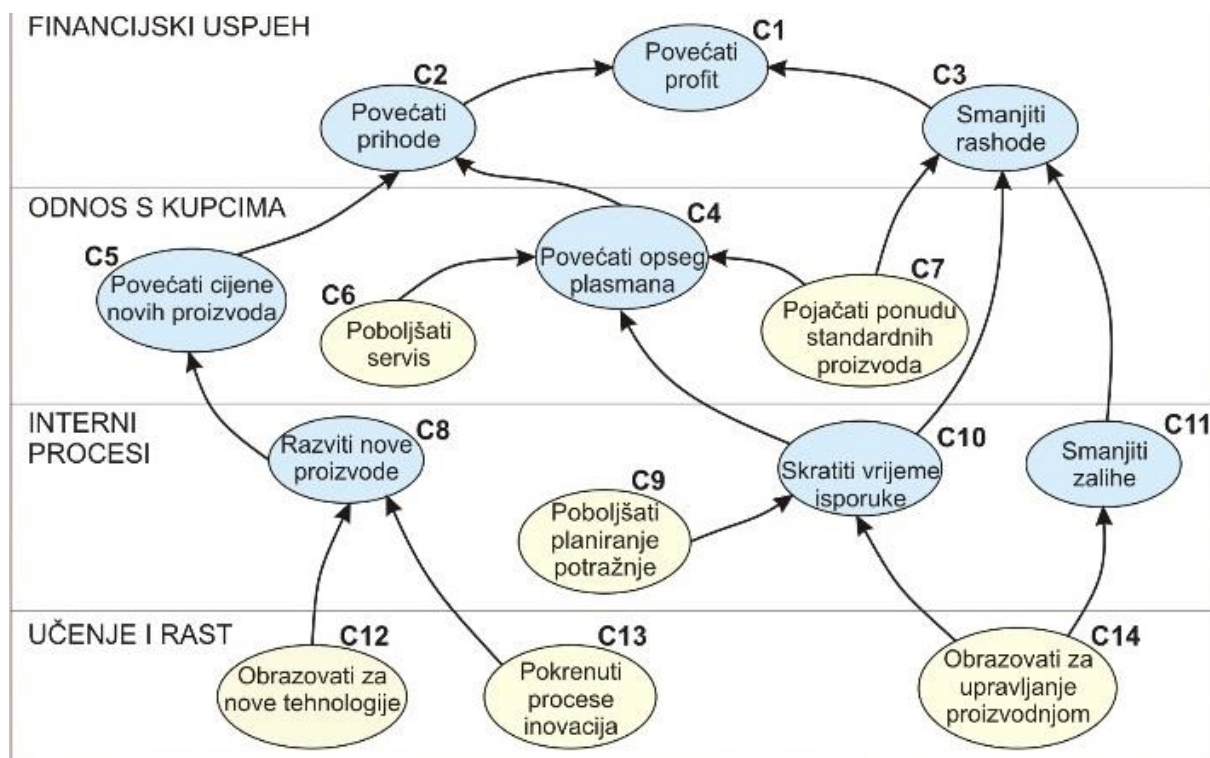 FINANCIJSKI USPJEH
C1
Povećati
profit
C2
Povećati
prihode
C3
Smanjiti
rashode
ODNOS S KUPCIMA
C4
Povećati opseg
plasmana
C5
Povećati cijene
novih proizvoda
C6
Poboljšati
servis
C7
Pojačati ponudu
standardnih
proizvoda
INTERNI
PROCESI
C8
Razviti nove
proizvode
C9
Poboljšati
planiranje
potražnje
C10
Skratiti vrijeme
isporuke
C11
Smanjiti
zalihe
UČENJE I RAST
C12
Obrazovati za
nove tehnologije
C13
Pokrenuti
procese
inovacija
C14
Obrazovati za
upravljanje
proizvodnjom